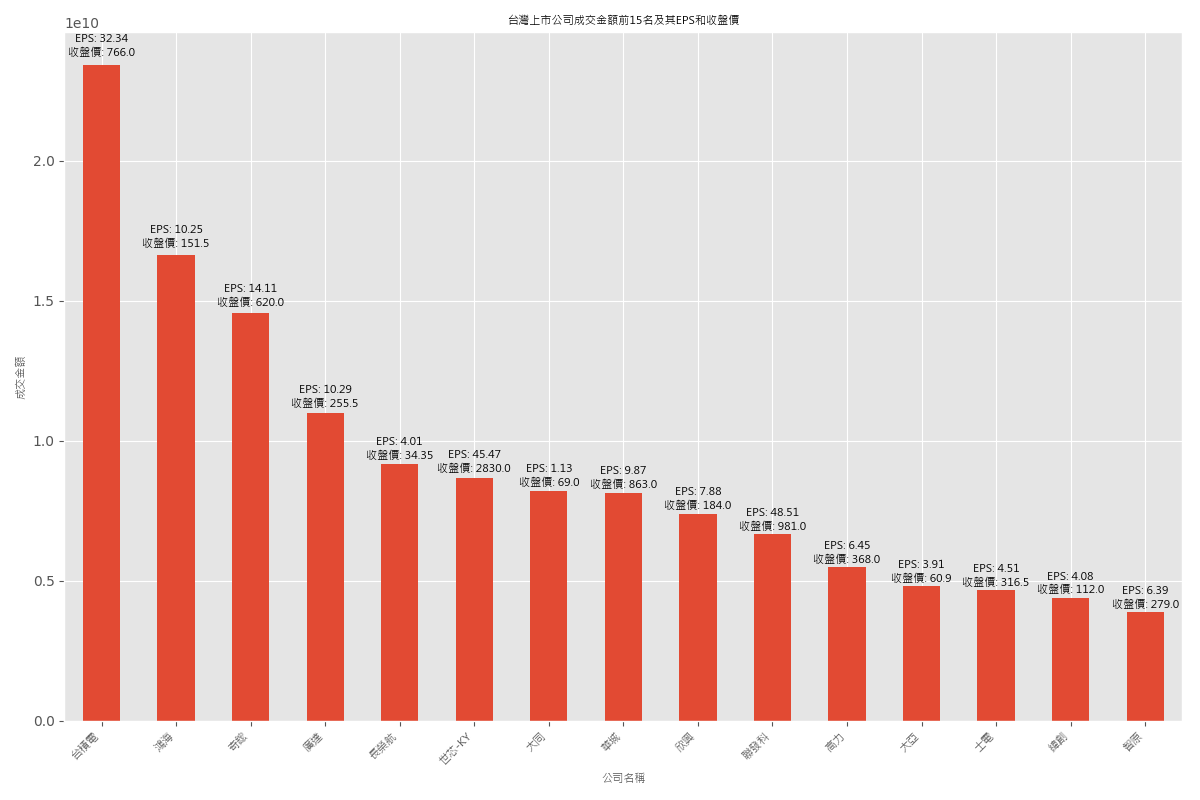 台灣上市公司成交金額前15名及其EPS和收盤價
1e10
EPS: 32.34
收盤價: 766.0
EPS: 10.25
收盤價: 151.5
EPS: 14.11
收盤價: 620.0
EPS: 10.29
收盤價: 255.5
EPS: 4.01
收盤價: 34.35
EPS: 45.47
收盤價: 2830.0
EPS: 1.13
收盤價: 69.0
EPS: 9.87
收盤價: 863.0
EPS: 7.88
收盤價: 184.0
EPS: 48.51
收盤價: 981.0
EPS: 6.45
收盤價: 368.0
EPS: 3.91
收盤價: 60.9
EPS: 4.51
收盤價: 316.5
EPS: 4.08
收盤價: 112.0
EPS: 6.39
收盤價: 279.0
2.0
1.5
1.0
0.5
0.0
成交金額
台積電
鴻海
奇鋐
廣達
長榮航
世芯-KY
大同
華城
欣興
聯發科
高力
大亞
士電
緯創
智原
公司名稱